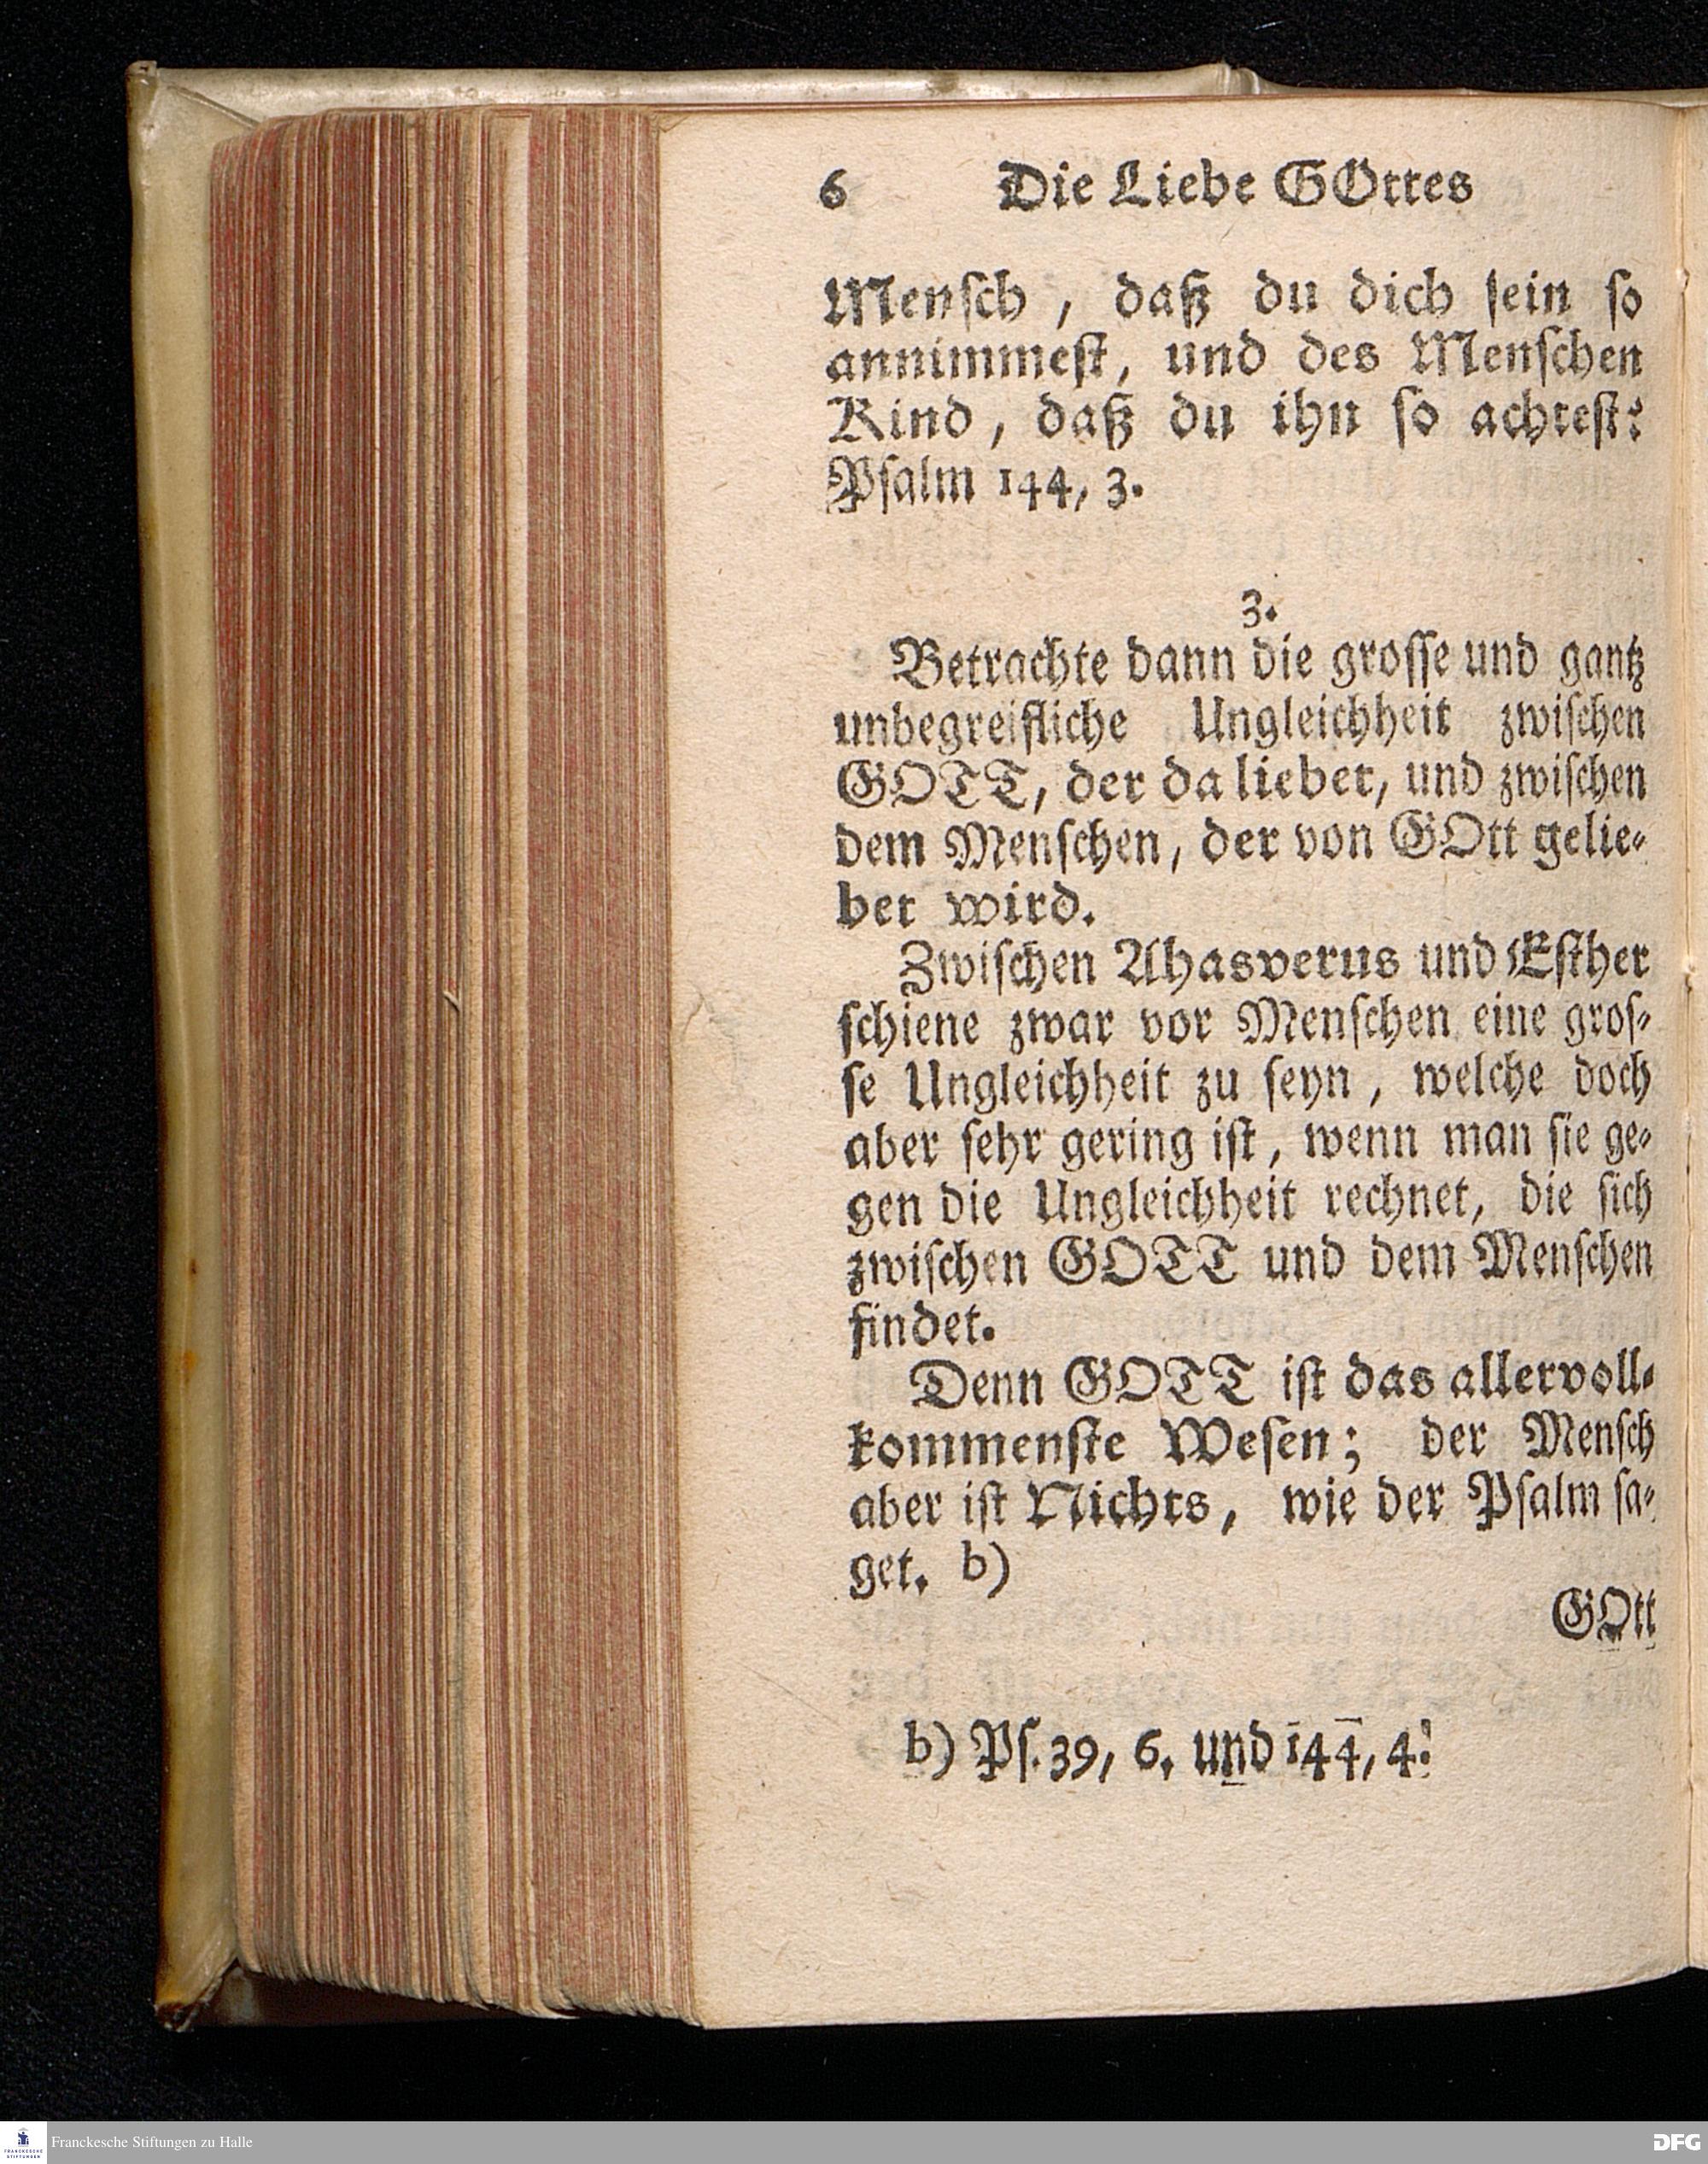 6 Die Liebe GOttes
Menſch, daß du dich ſein ſo
annimmeſt, und des Menſchen
Kind, daß du ihn ſo achteſt?
Pſalm 144, 3.
3.
Betrachte dann die groſſe und gantz
unbegreifliche Ungleichheit zwiſchen
GOTT, der da liebet, und zwiſchen
dem Menſchen, der von GOtt gelie-
bet wird.
Zwiſchen Ahasverus und Eſther
ſchiene zwar vor Menſchen eine groſ-
ſe Ungleichheit zu ſeyn, welche doch
aber ſehr gering iſt, wenn man ſie ge-
gen die Ungleichheit rechnet, die ſich
zwiſchen GOTT und dem Menſchen
findet.
Denn GOTT iſt das allervoll-
kommenſte Weſen; der Menſch
aber iſt Nichts, wie der Pſalm ſa-
get. b)
GOtt
b) Pſ. 39, 6. und 144, 4.
FRANCKESCHE
STIFTUNGEN
Franckesche Stiftungen zu Halle
DFG